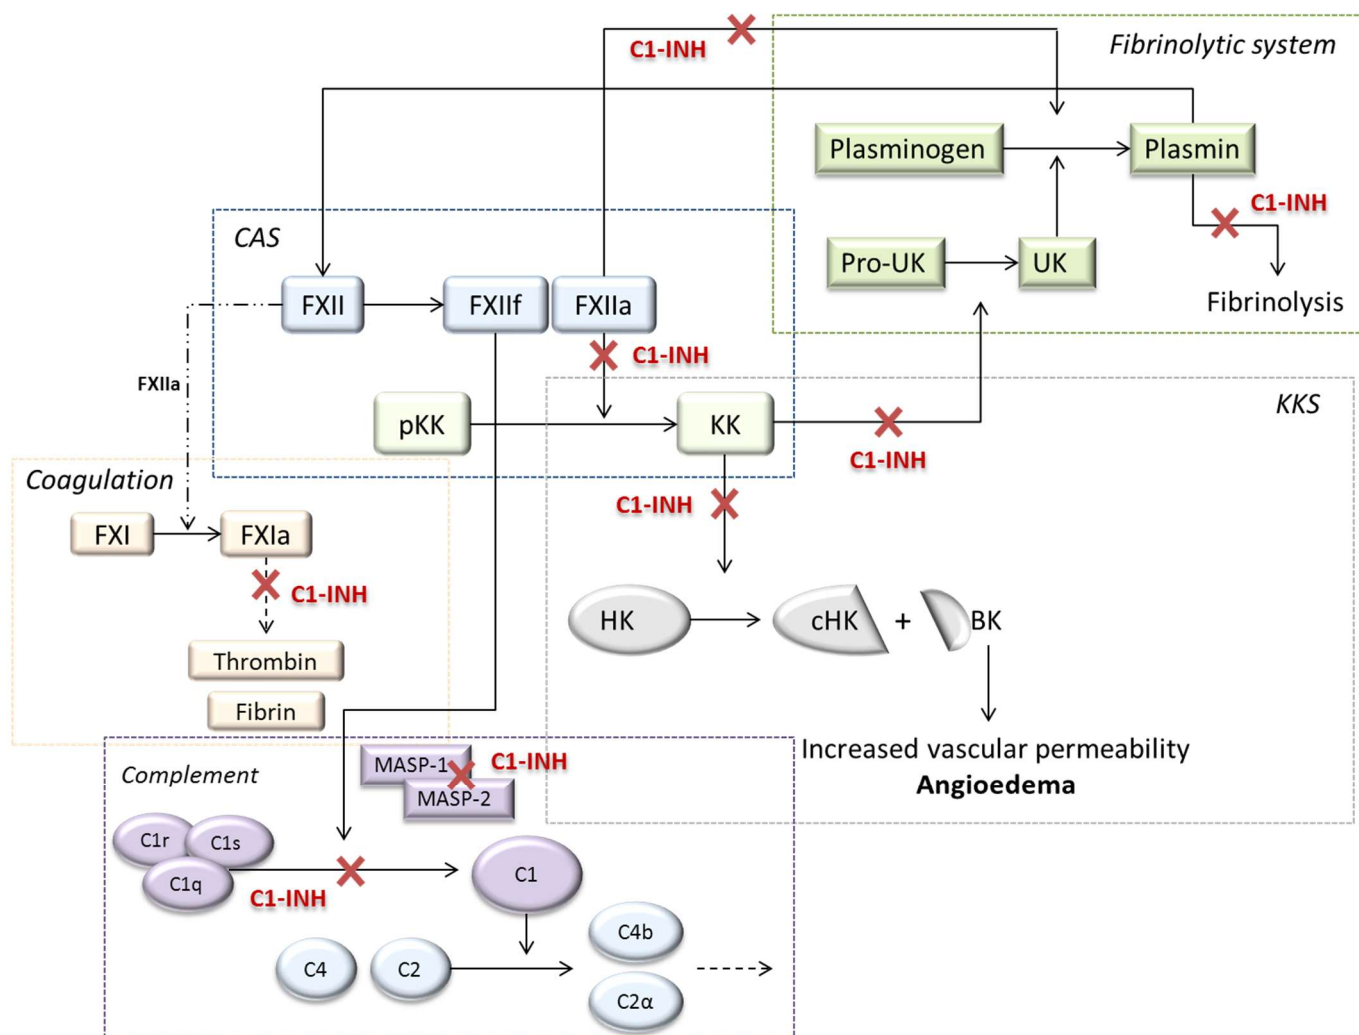 C1-INH
Fibrinolytic system
Plasminogen
Plasmin
C1-INH
CAS
Pro-UK
UK
FXII
FXIIf
FXIIa
Fibrinolysis
C1-INH
FXIIa
pKK
KK
KKS
C1-INH
Coagulation
C1-INH
FXI
FXIa
C1-INH
HK
cHK
+
BK
Thrombin
Fibrin
Increased vascular permeability
Angioedema
Complement
MASP-1
C1-INH
MASP-2
C1r
C1s
C1q
C1
C1-INH
C4b
C4
C2
C2α